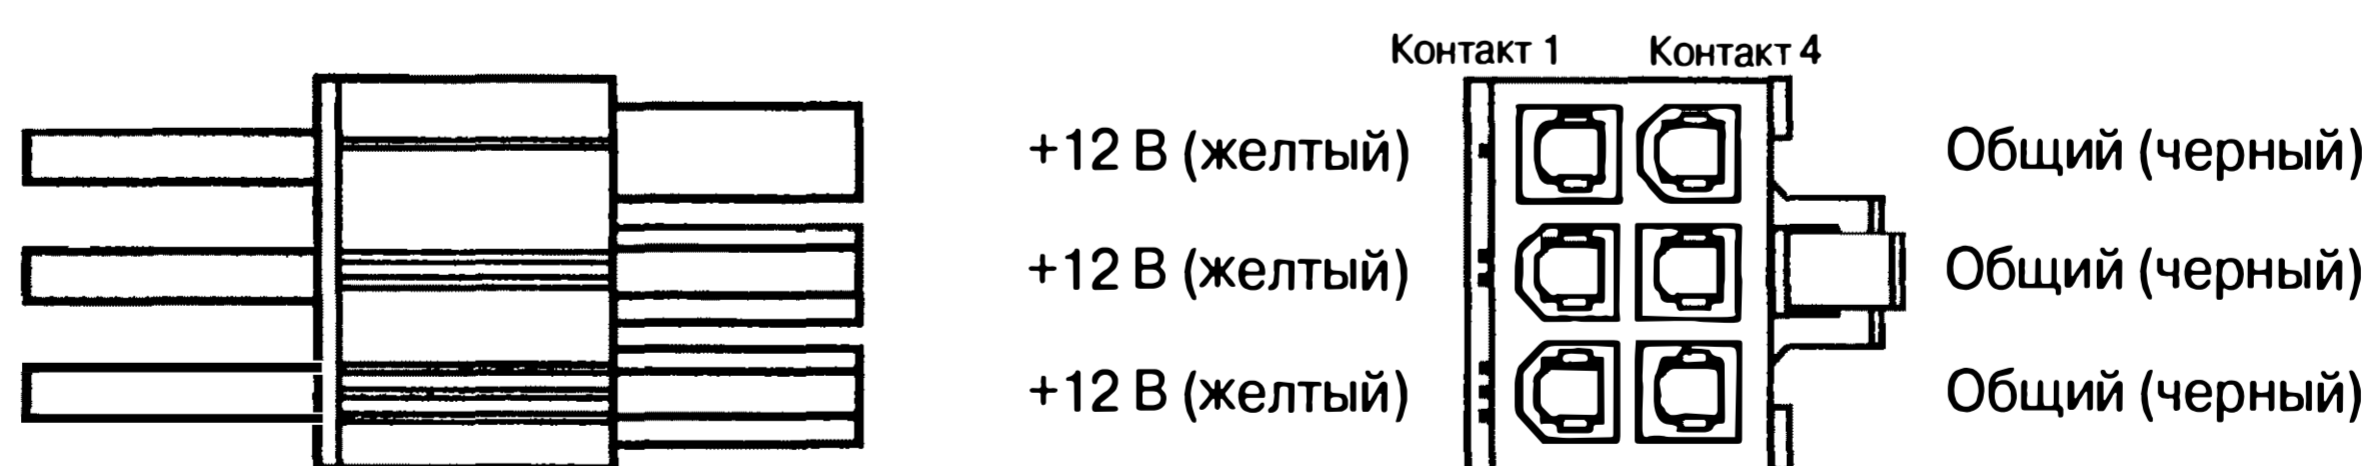 Контакт 1 Контакт 4
+12 В (желтый) Общий (черный)
+12 В (желтый) Общий (черный)
+12 В (желтый) Общий (черный)